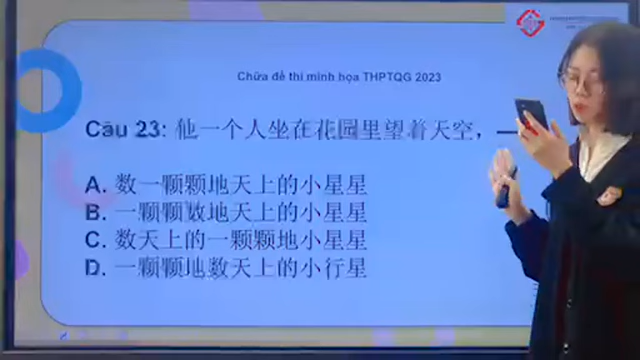 Chữa đề thi minh họa THPTQG 2023
Câu 23: 他一个人坐在花园里望着天空，
A. 数一颗颗地天上的小星星
B. 一颗颗数地天上的小星星
C. 数天上的一颗颗地小星星
D. 一颗颗地数天上的小行星